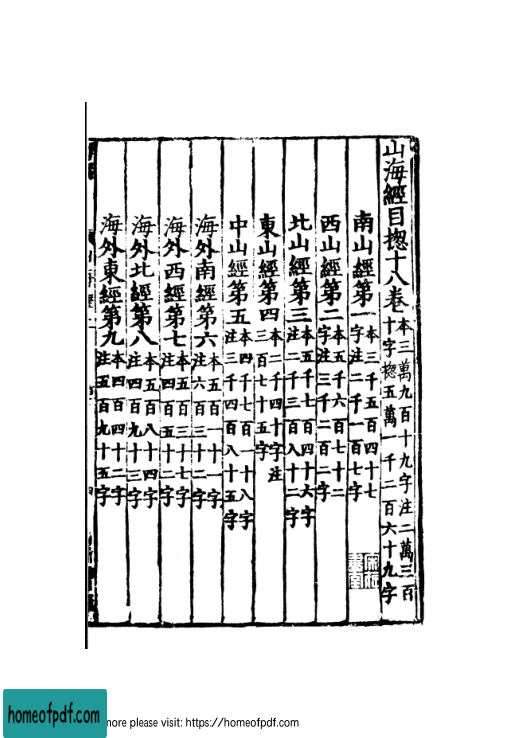 山海經目揔十八卷 本三萬九百十九字注二萬三百十字揔五萬一千二百六十九字
南山經第一 本三千五百四十七字注二千一百七字
西山經第二 本五千六百七十二字注三千二百二字
北山經第三 本五千七百四十六字注二千三百八十二字
東山經第四 本二千四十字注三百七十五字
中山經第五 本四千七百一十八字注三千四百八十五字
海外南經第六 本五百一十一字注六百三十二字
海外西經第七 本五百三十七字注四百五十二字
海外北經第八 本五百八十四字注四百九十三字
海外東經第九 本四百四十二字注五百九十五字
homeofpdf.com more please visit: https://homeofpdf.com